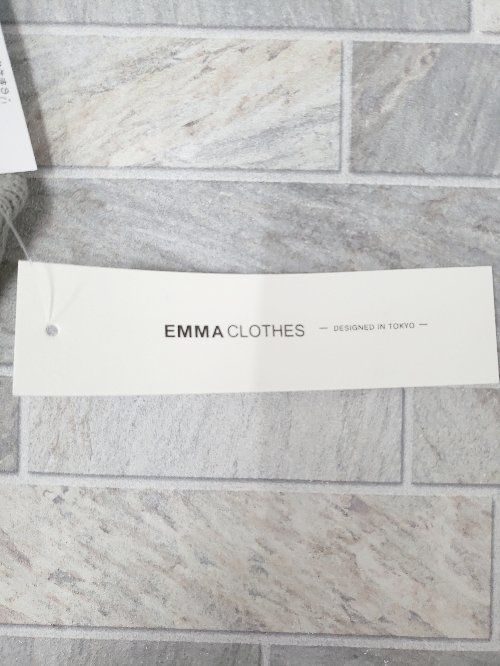 EMMA CLOTHES — DESIGNED IN TOKYO —